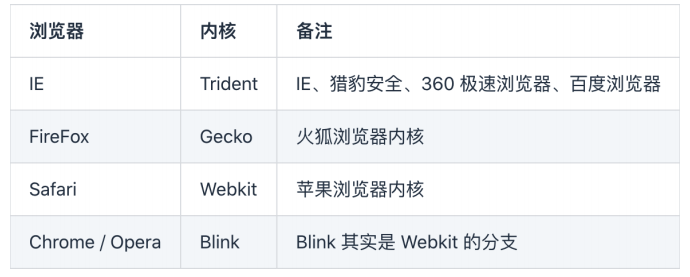 浏览器 内核 备注
IE Trident IE、猎豹安全、360 极速浏览器、百度浏览器
FireFox Gecko 火狐浏览器内核
Safari Webkit 苹果浏览器内核
Chrome / Opera Blink Blink 其实是 Webkit 的分支